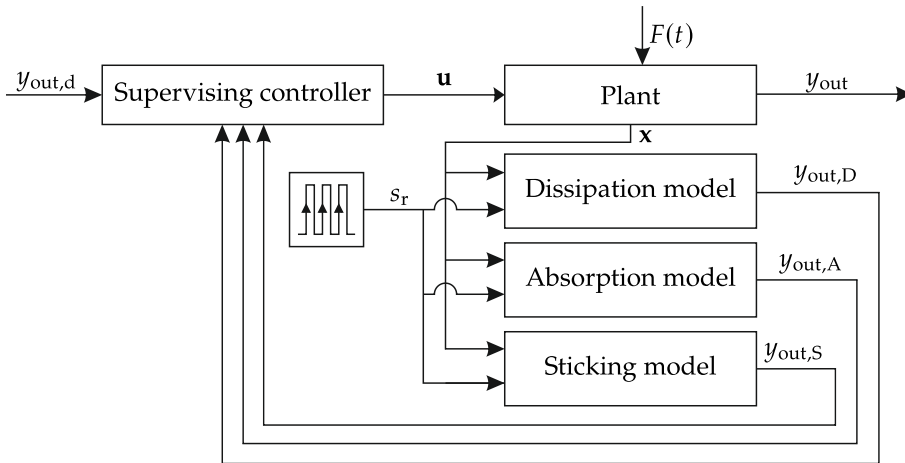 F(t)
y_out,d
Supervising controller
u
Plant
y_out
x
Dissipation model
y_out,D
s_r
Absorption model
y_out,A
Sticking model
y_out,S